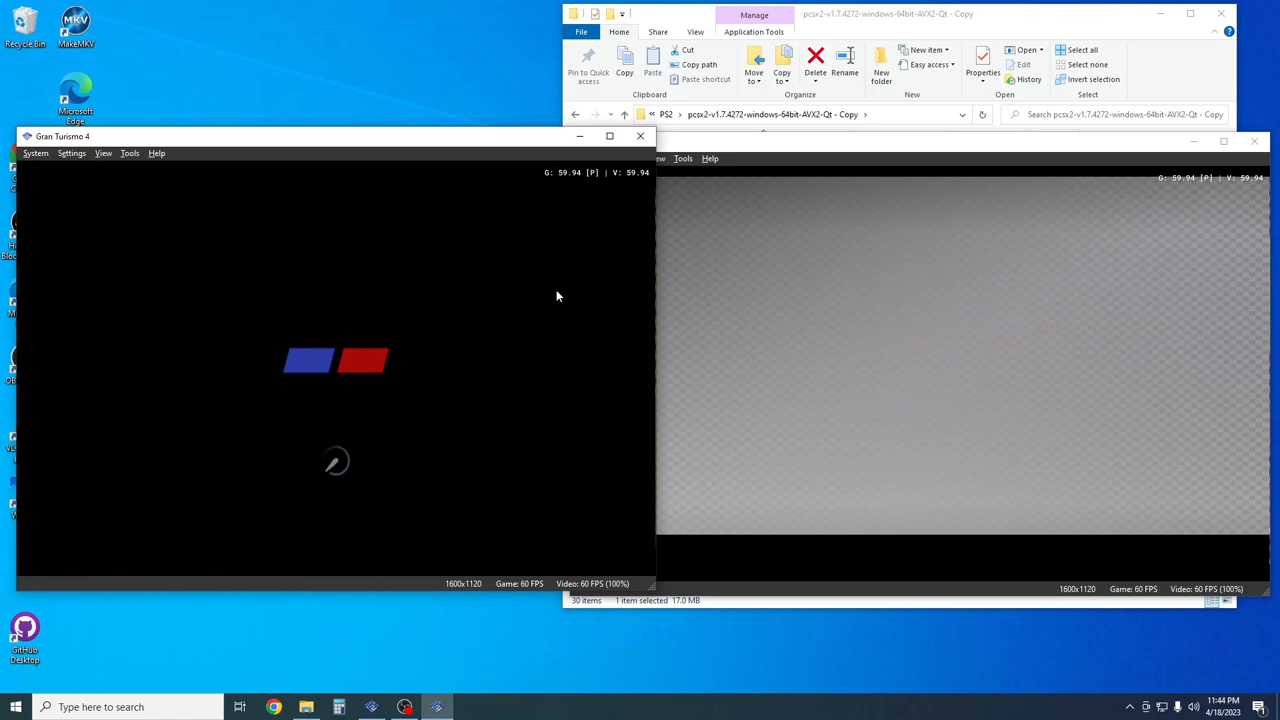 Recycle Bin
MakeMKV
Microsoft
Edge
GitHub
Desktop
Manage
pcsx2-v1.7.4272-windows-64bit-AVX2-Qt - Copy
File
Home
Share
View
Application Tools
Pin to Quick
access
Copy
Paste
Cut
Copy path
Paste shortcut
Clipboard
Move
to
Copy
to
Delete
Rename
Organize
New
folder
New item
Easy access
New
Properties
Open
Edit
History
Open
Select all
Select none
Invert selection
Select
« PS2 > pcsx2-v1.7.4272-windows-64bit-AVX2-Qt - Copy >
Search pcsx2-v1.7.4272-windows-64bit-AVX2-Qt - Copy
Gran Turismo 4
System Settings View Tools Help
G: 59.94 [P] | V: 59.94
1600x1120 Game: 60 FPS Video: 60 FPS (100%)
ew Tools Help
G: 59.94 [P] | V: 59.94
1600x1120 Game: 60 FPS Video: 60 FPS (100%)
30 items 1 item selected 17.0 MB
Type here to search
11:44 PM
4/18/2023
1